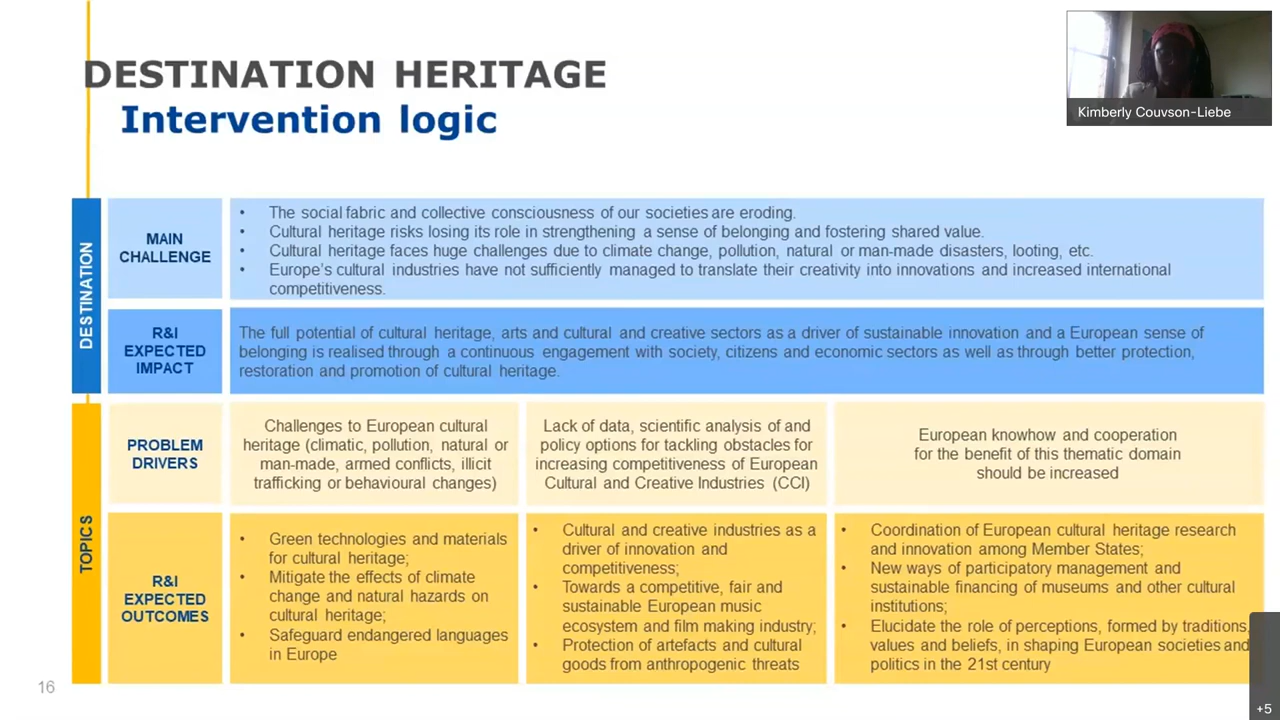 DESTINATION HERITAGE
Intervention logic
Kimberly Couvson-Liebe
DESTINATION
MAIN
CHALLENGE
• The social fabric and collective consciousness of our societies are eroding.
• Cultural heritage risks losing its role in strengthening a sense of belonging and fostering shared value.
• Cultural heritage faces huge challenges due to climate change, pollution, natural or man-made disasters, looting, etc.
• Europe's cultural industries have not sufficiently managed to translate their creativity into innovations and increased international
competitiveness.
R&I
EXPECTED
IMPACT
The full potential of cultural heritage, arts and cultural and creative sectors as a driver of sustainable innovation and a European sense of
belonging is realised through a continuous engagement with society, citizens and economic sectors as well as through better protection,
restoration and promotion of cultural heritage.
TOPICS
PROBLEM
DRIVERS
Challenges to European cultural
heritage (climatic, pollution, natural or
man-made, armed conflicts, illicit
trafficking or behavioural changes)
Lack of data, scientific analysis of and
policy options for tackling obstacles for
increasing competitiveness of European
Cultural and Creative Industries (CCI)
European knowhow and cooperation
for the benefit of this thematic domain
should be increased
R&I
EXPECTED
OUTCOMES
• Green technologies and materials
for cultural heritage;
• Mitigate the effects of climate
change and natural hazards on
cultural heritage;
• Safeguard endangered languages
in Europe
• Cultural and creative industries as a
driver of innovation and
competitiveness;
• Towards a competitive, fair and
sustainable European music
ecosystem and film making industry;
• Protection of artefacts and cultural
goods from anthropogenic threats
• Coordination of European cultural heritage research
and innovation among Member States;
• New ways of participatory management and
sustainable financing of museums and other cultural
institutions;
• Elucidate the role of perceptions, formed by traditions,
values and beliefs, in shaping European societies and
politics in the 21st century
16
+5